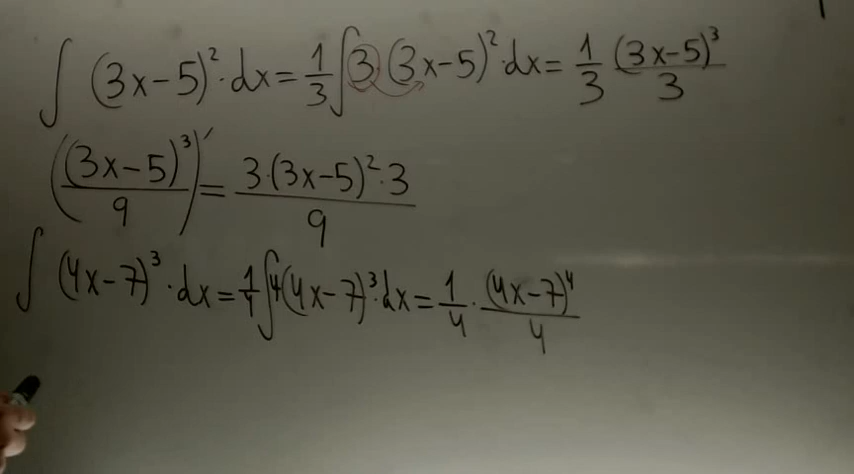 ∫ (3x-5)²·dx = 1/3 ∫ 3 (3x-5)²·dx = 1/3 (3x-5)³/3
((3x-5)³/9)′ = 3·(3x-5)²·3/9
∫ (4x-7)³·dx = 1/4 ∫ 4(4x-7)³·dx = 1/4 · (4x-7)⁴/4